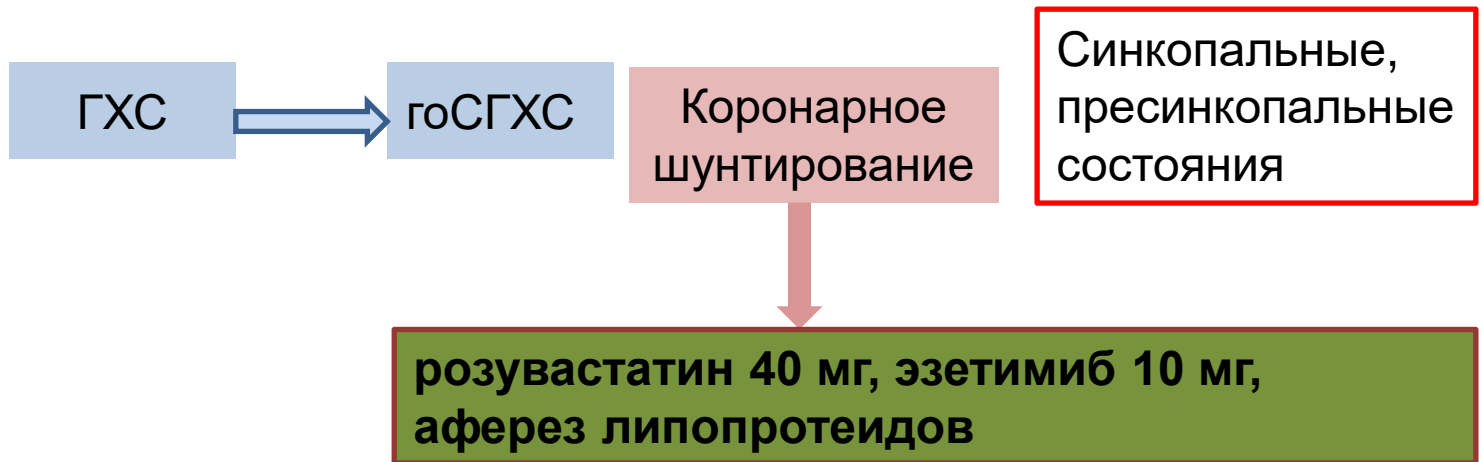 ГХС
гоСГХС
Коронарное
шунтирование
Синкопальные,
пресинкопальные
состояния
розувастатин 40 мг, эзетимиб 10 мг,
аферез липопротеидов